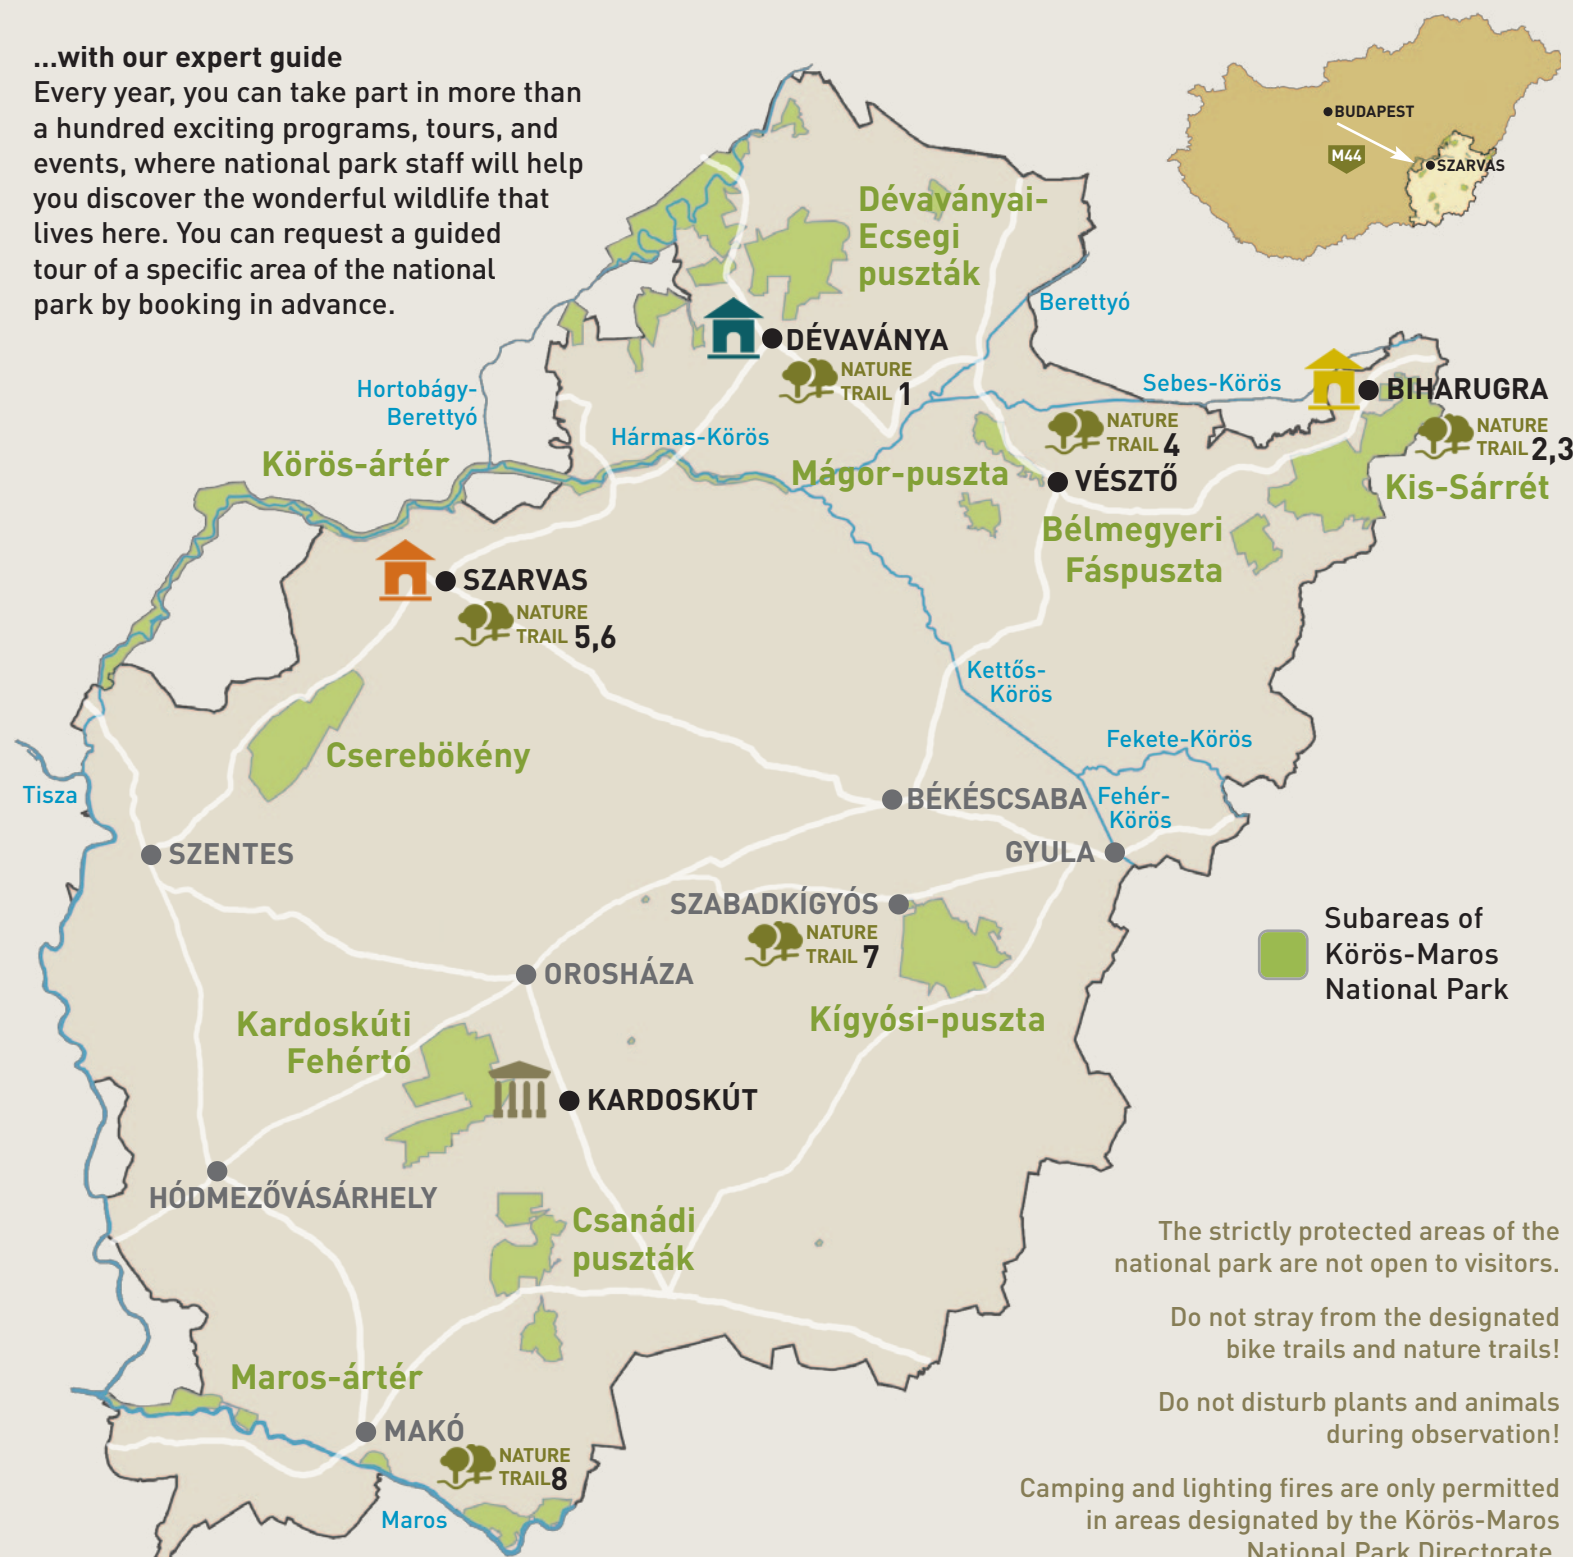 ...with our expert guide
Every year, you can take part in more than
a hundred exciting programs, tours, and
events, where national park staff will help
you discover the wonderful wildlife that
lives here. You can request a guided
tour of a specific area of the national
park by booking in advance.
BUDAPEST
M44
SZARVAS
Dévaványai-
Ecsegi
puszták
Berettyó
DÉVAVÁNYA
NATURE
TRAIL 1
Hortobágy-
Berettyó
Sebes-Körös
BIHARUGRA
NATURE
TRAIL 2,3
Hármas-Körös
NATURE
TRAIL 4
Körös-ártér
Mágor-puszta
VÉSZTŐ
Kis-Sárrét
Bélmegyeri
Fáspuszta
SZARVAS
NATURE
TRAIL 5,6
Kettős-
Körös
Cserebökény
Fekete-Körös
Tisza
BÉKÉSCSABA
Fehér-
Körös
SZENTES
GYULA
SZABADKÍGYÓS
NATURE
TRAIL 7
Subareas of
Körös-Maros
National Park
OROSHÁZA
Kígyósi-puszta
Kardoskúti
Fehértó
KARDOSKÚT
HÓDMEZŐVÁSÁRHELY
Csanádi
puszták
Maros-ártér
MAKÓ
NATURE
TRAIL 8
Maros
The strictly protected areas of the
national park are not open to visitors.
Do not stray from the designated
bike trails and nature trails!
Do not disturb plants and animals
during observation!
Camping and lighting fires are only permitted
in areas designated by the Körös-Maros
National Park Directorate.